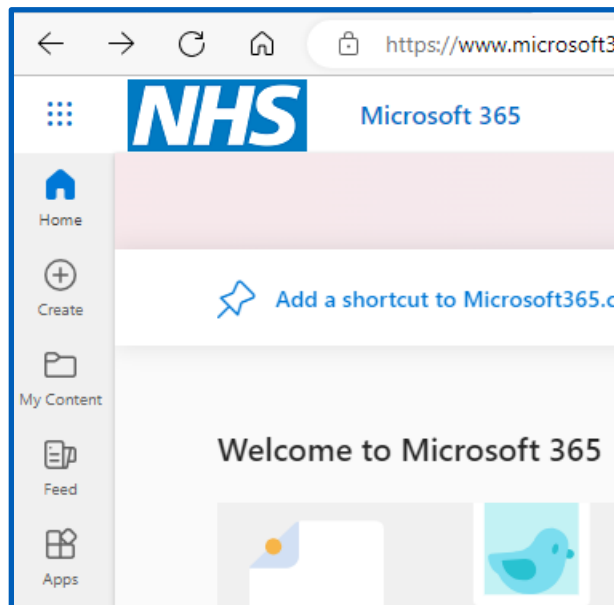 https://www.microsoft3
NHS Microsoft 365
Home
Create
Add a shortcut to Microsoft365.c
My Content
Welcome to Microsoft 365
Feed
Apps